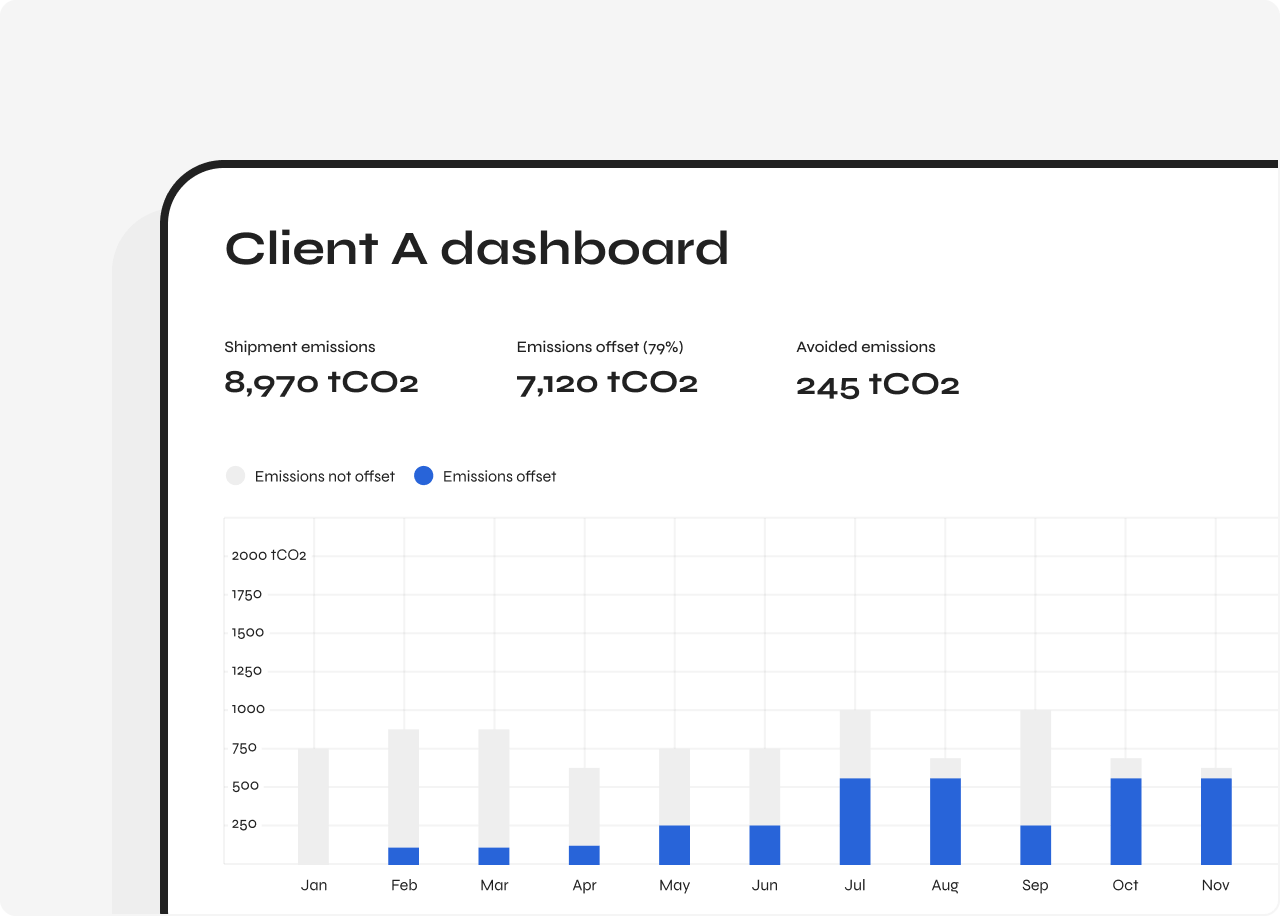 Client A dashboard
Shipment emissions
8,970 tCO2
Emissions offset (79%)
7,120 tCO2
Avoided emissions
245 tCO2
Emissions not offset
Emissions offset
2000 tCO2
1750
1500
1250
1000
750
500
250
Jan Feb Mar Apr May Jun Jul Aug Sep Oct Nov